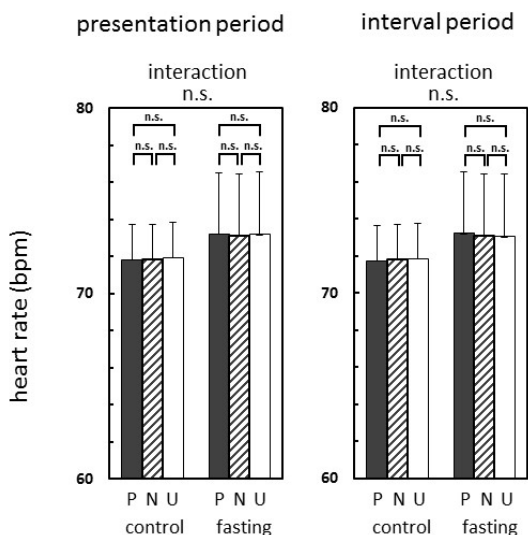 presentation period
interaction
n.s.
80
n.s. n.s.
n.s. n.s. n.s. n.s.
70
60
P N U P N U
control fasting
interval period
interaction
n.s.
80
n.s. n.s.
n.s. n.s. n.s. n.s.
70
60
P N U P N U
control fasting
heart rate (bpm)